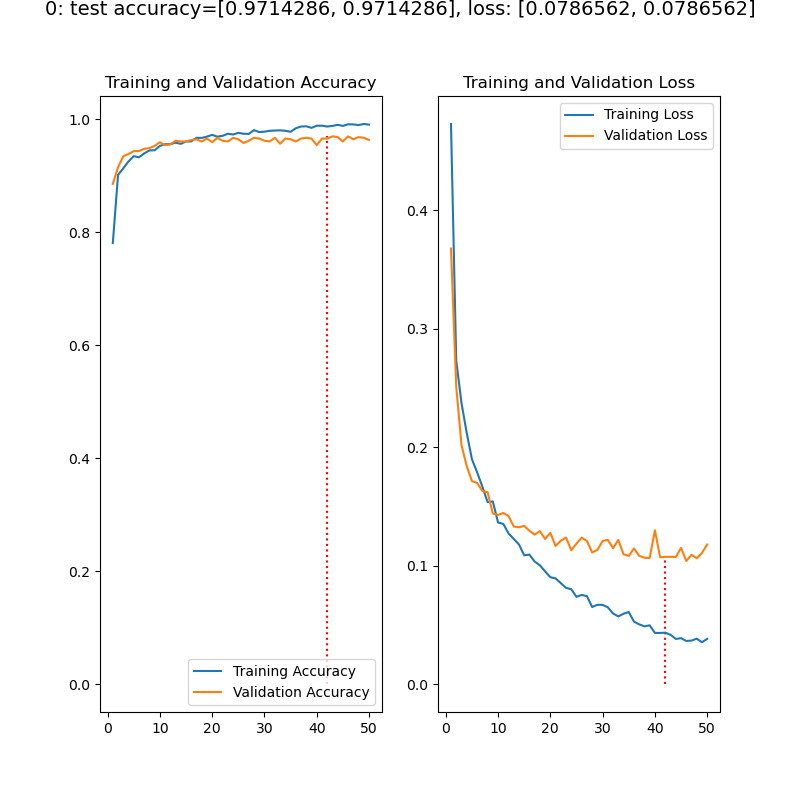 0: test accuracy=[0.9714286, 0.9714286], loss: [0.0786562, 0.0786562]
Training and Validation Accuracy
1.0
0.8
0.6
0.4
0.2
0.0
Training Accuracy
Validation Accuracy
0 10 20 30 40 50
Training and Validation Loss
Training Loss
Validation Loss
0.4
0.3
0.2
0.1
0.0
0 10 20 30 40 50